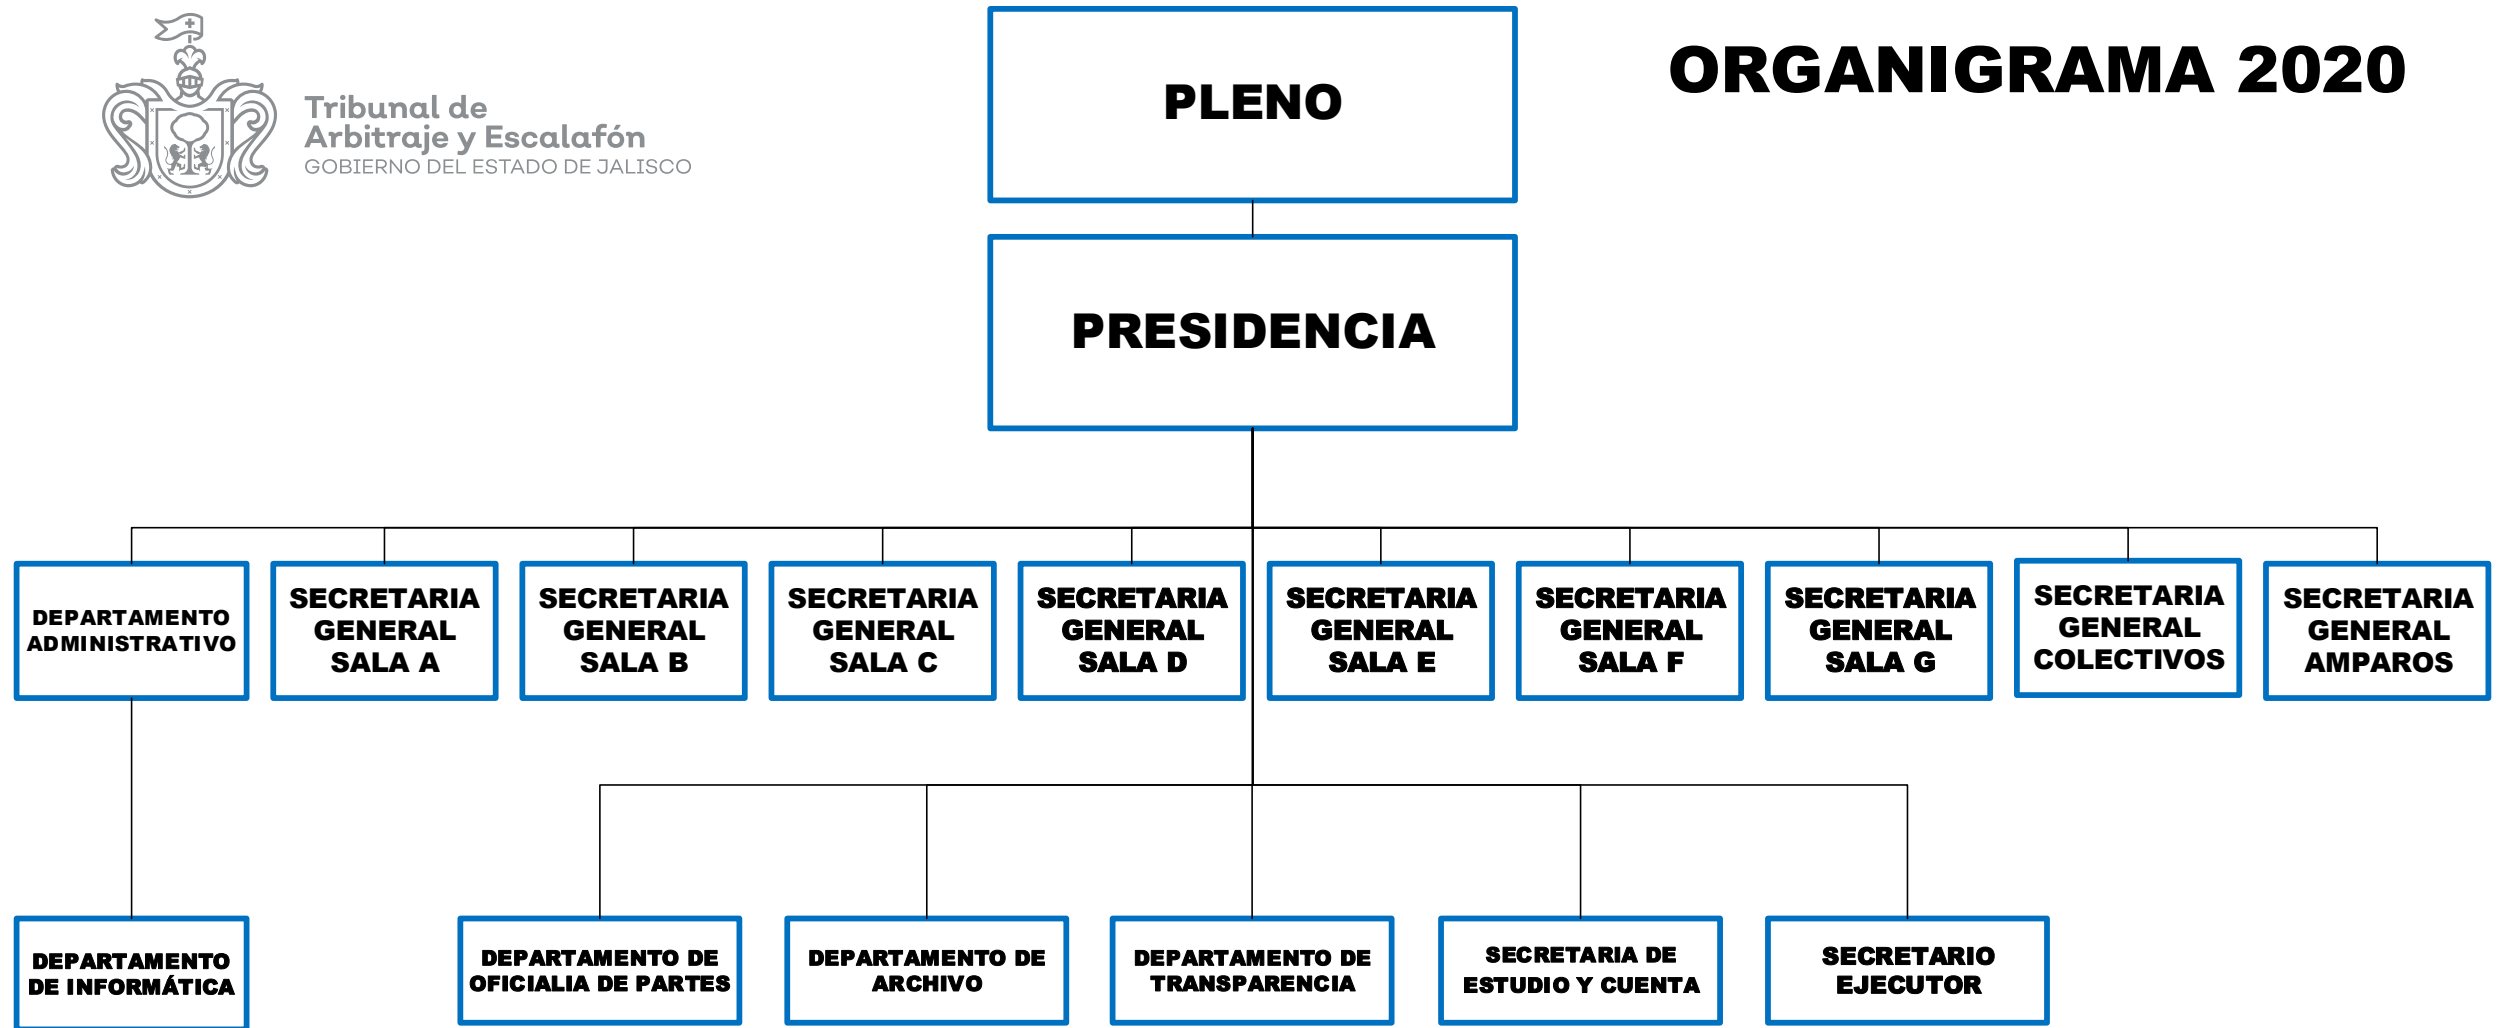 Tribunal de
Arbitraje y Escalafón
GOBIERNO DEL ESTADO DE JALISCO
PLENO
ORGANIGRAMA 2020
PRESIDENCIA
DEPARTAMENTO
ADMINISTRATIVO
SECRETARIA
GENERAL
SALA A
SECRETARIA
GENERAL
SALA B
SECRETARIA
GENERAL
SALA C
SECRETARIA
GENERAL
SALA D
SECRETARIA
GENERAL
SALA E
SECRETARIA
GENERAL
SALA F
SECRETARIA
GENERAL
SALA G
SECRETARIA
GENERAL
COLECTIVOS
SECRETARIA
GENERAL
AMPAROS
DEPARTAMENTO
DE INFORMÁTICA
DEPARTAMENTO DE
OFICIALIA DE PARTES
DEPARTAMENTO DE
ARCHIVO
DEPARTAMENTO DE
TRANSPARENCIA
SECRETARIA DE
ESTUDIO Y CUENTA
SECRETARIO
EJECUTOR